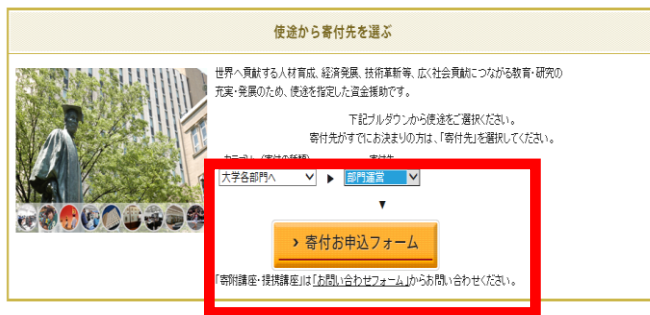 使途から寄付先を選ぶ
世界へ貢献する人材育成、経済発展、技術革新等、広く社会貢献につながる教育・研究の
充実・発展のため、使途を指定した資金援助です。
下記プルダウンから使途をご選択ください。
寄付先がすでにお決まりの方は、「寄付先」を選択してください。
大学各部門へ ▶ 部門運営
▼
› 寄付お申込フォーム
「寄附講座・提携講座」は「お問い合わせフォーム」からお問い合わせください。